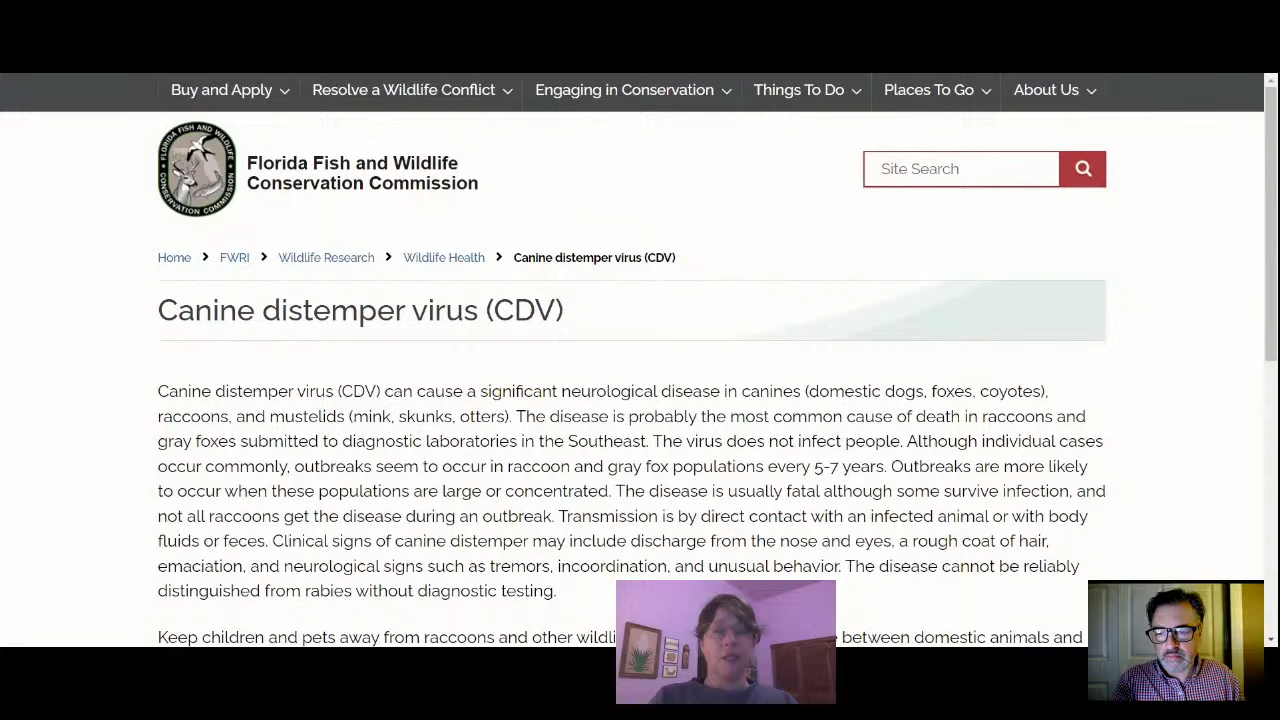 Buy and Apply Resolve a Wildlife Conflict Engaging in Conservation Things To Do Places To Go About Us
FLORIDA FISH AND WILDLIFE CONSERVATION COMMISSION
Florida Fish and Wildlife
Conservation Commission
Site Search
Home FWRI Wildlife Research Wildlife Health Canine distemper virus (CDV)
Canine distemper virus (CDV)
Canine distemper virus (CDV) can cause a significant neurological disease in canines (domestic dogs, foxes, coyotes),
raccoons, and mustelids (mink, skunks, otters). The disease is probably the most common cause of death in raccoons and
gray foxes submitted to diagnostic laboratories in the Southeast. The virus does not infect people. Although individual cases
occur commonly, outbreaks seem to occur in raccoon and gray fox populations every 5-7 years. Outbreaks are more likely
to occur when these populations are large or concentrated. The disease is usually fatal although some survive infection, and
not all raccoons get the disease during an outbreak. Transmission is by direct contact with an infected animal or with body
fluids or feces. Clinical signs of canine distemper may include discharge from the nose and eyes, a rough coat of hair,
emaciation, and neurological signs such as tremors, incoordination, and unusual behavior. The disease cannot be reliably
distinguished from rabies without diagnostic testing.
Keep children and pets away from raccoons and other wildli between domestic animals and